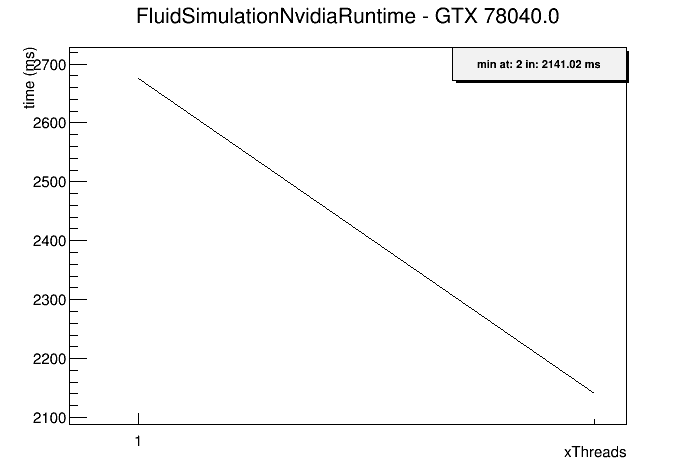 FluidSimulationNvidiaRuntime - GTX 78040.0
time (ms)
min at: 2 in: 2141.02 ms
2700
2600
2500
2400
2300
2200
2100
1
xThreads